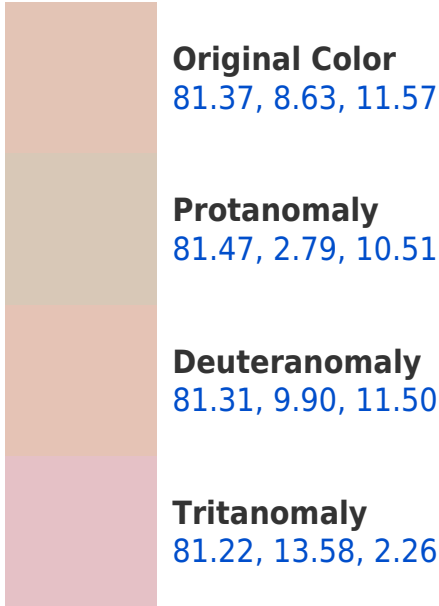 Original Color
81.37, 8.63, 11.57
Protanomaly
81.47, 2.79, 10.51
Deuteranomaly
81.31, 9.90, 11.50
Tritanomaly
81.22, 13.58, 2.26